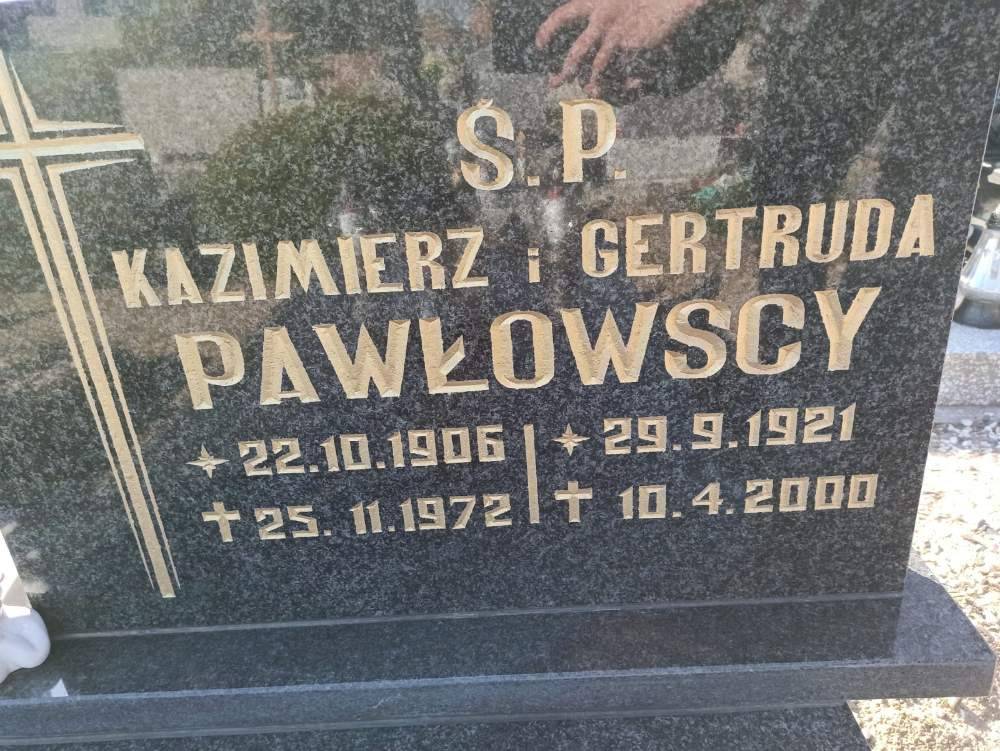 Ś.P.
KAZIMIERZ i GERTRUDA
PAWŁOWSCY
22.10.1906 | 29.9.1921
25.11.1972 | 10.4.2000